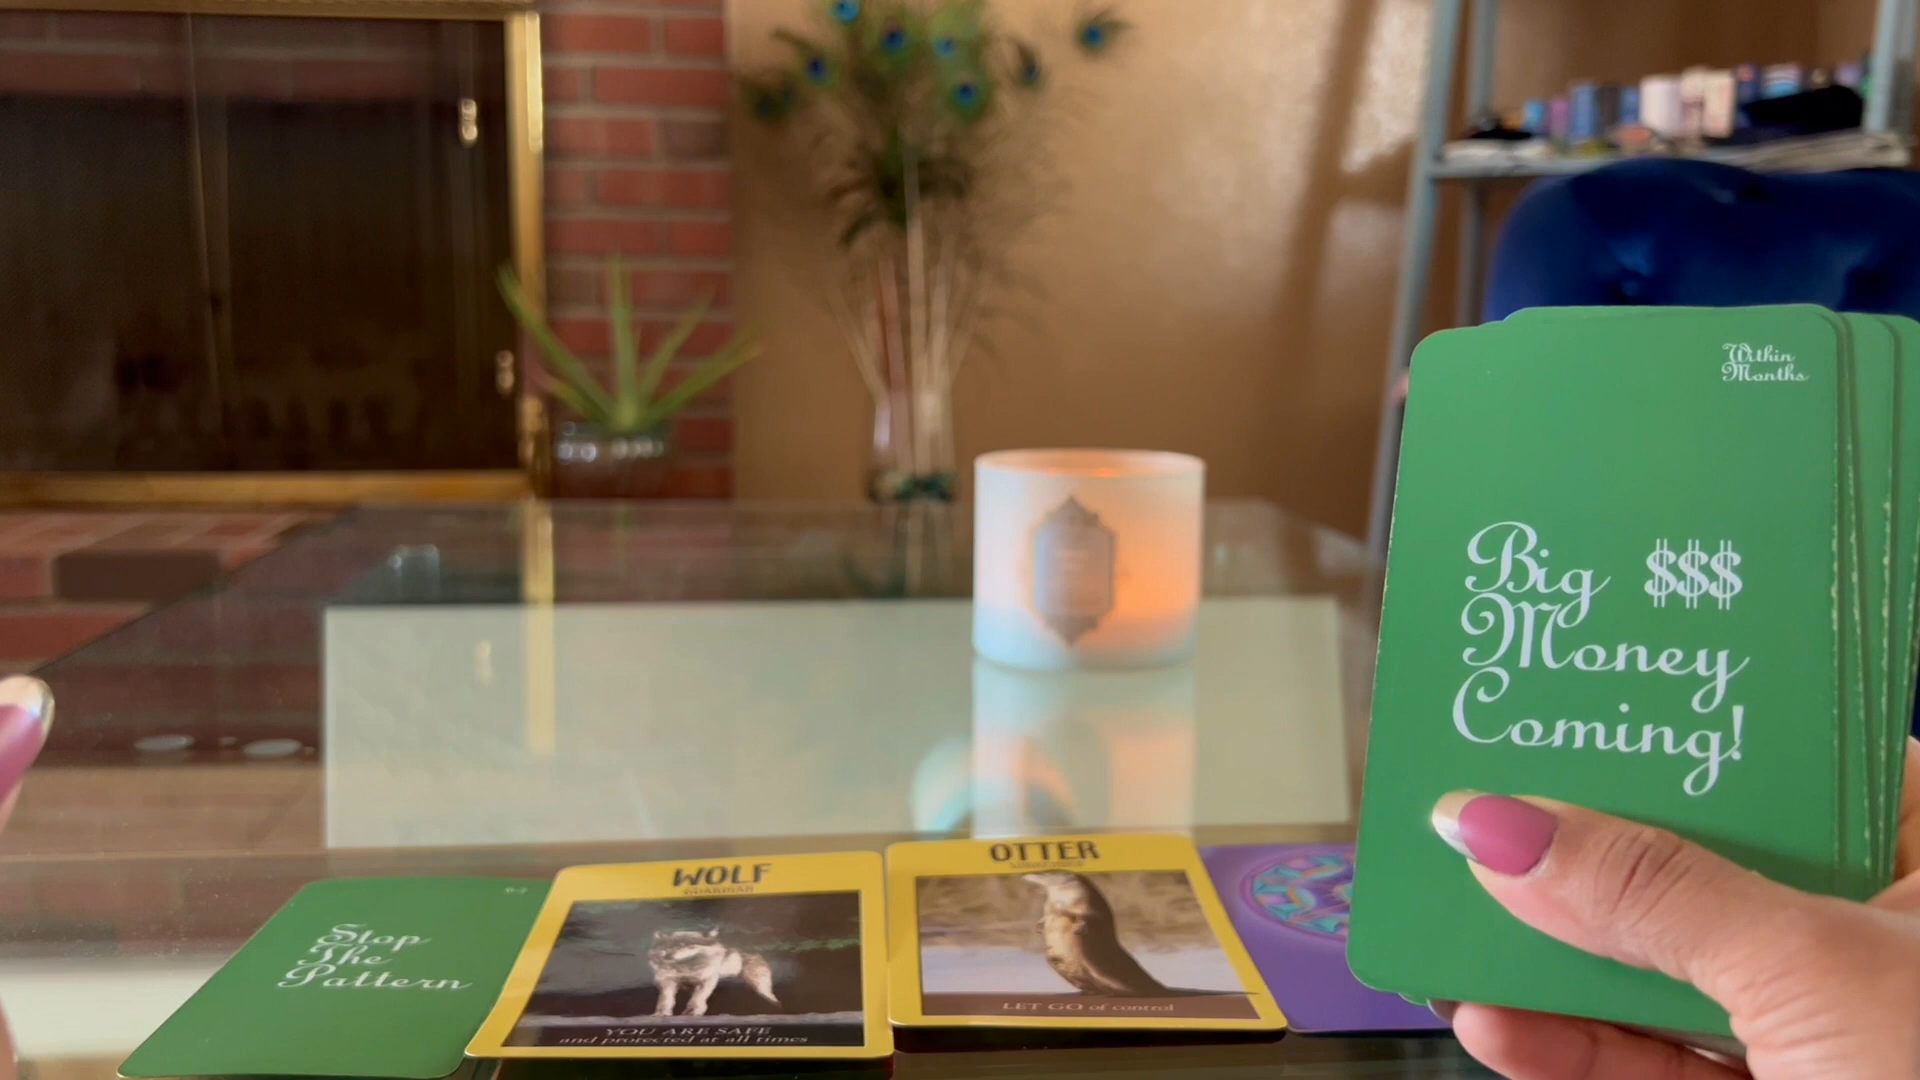 Within
Months
Big $$$
Money
Coming!
Stop
The
Pattern
WOLF
GUARDIAN
YOU ARE SAFE
and protected at all times
OTTER
LET GO of control